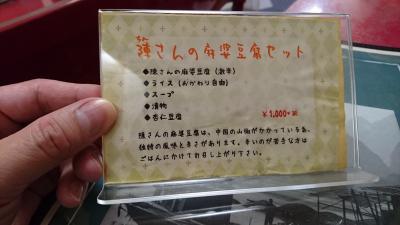 陳さんの麻婆豆腐セット
◆陳さんの麻婆豆腐（激辛）
◆ライス（おかわり自由）
◆スープ
◆漬物
◆杏仁豆腐
￥1,000+税
陳さんの麻婆豆腐は、中国の山椒がかかっている為、
独特の風味と辛さがあります。辛いのが苦手な方は
ごはんにかけてお召し上がり下さい。